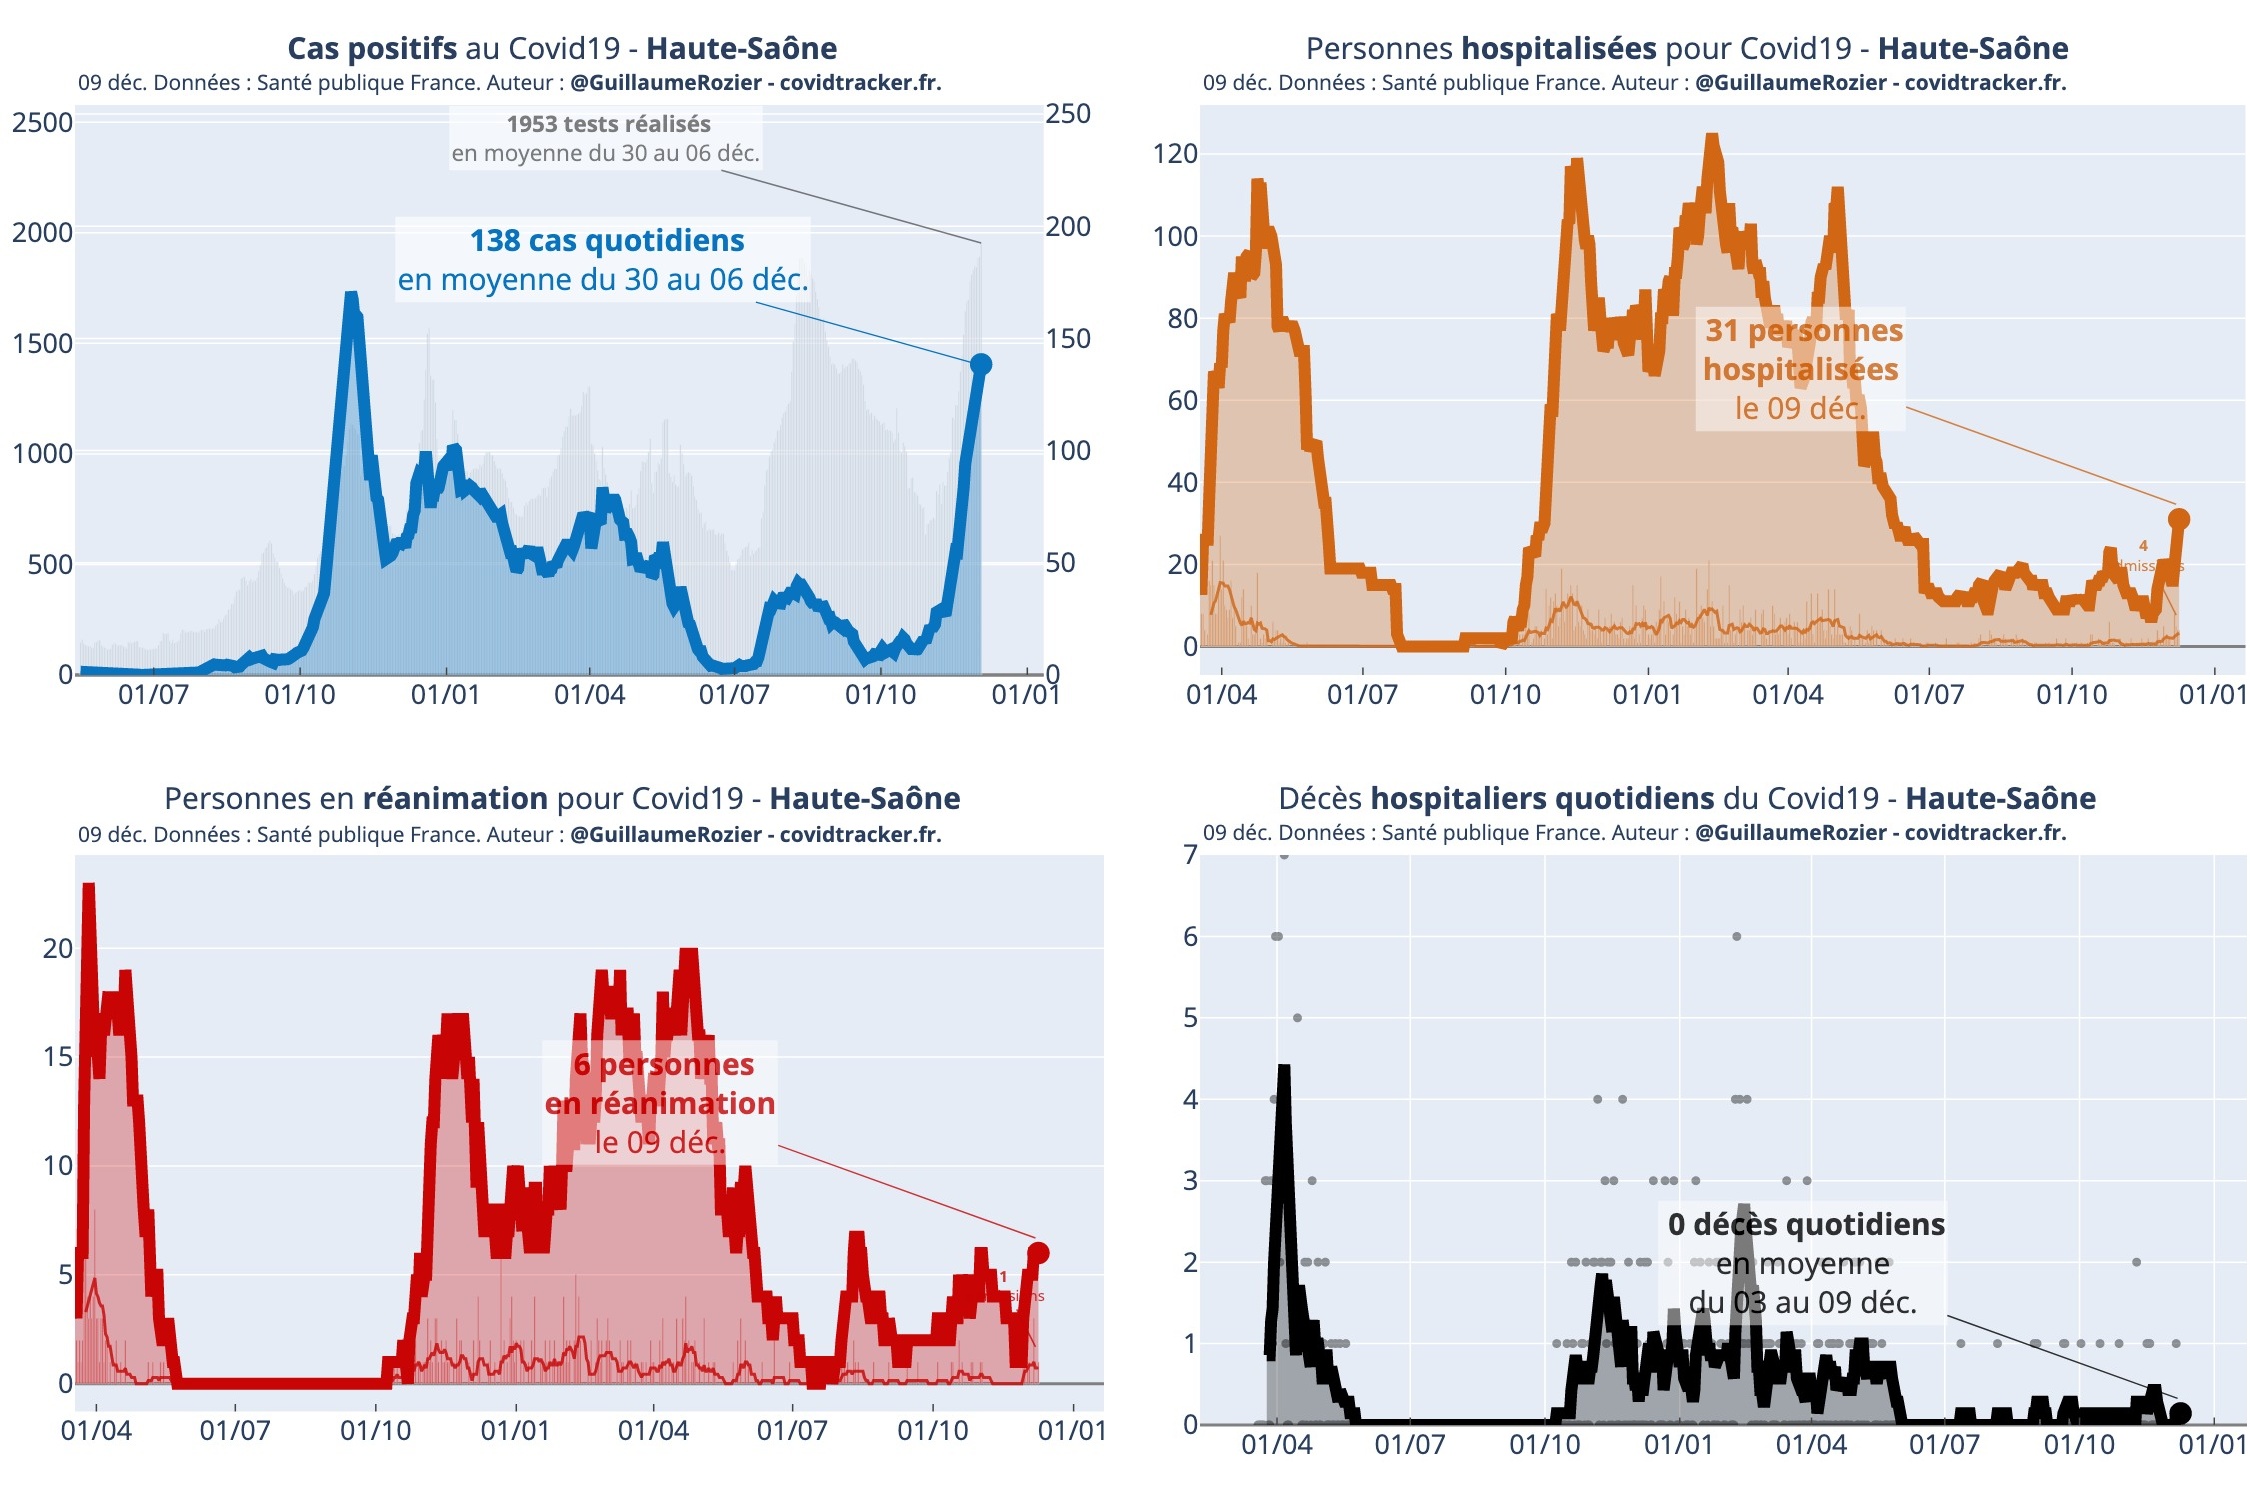 Cas positifs au Covid19 - Haute-Saône
09 déc. Données : Santé publique France. Auteur : @GuillaumeRozier - covidtracker.fr.
2500
2000
1500
1000
500
0
250
200
150
100
50
0
1953 tests réalisés
en moyenne du 30 au 06 déc.
138 cas quotidiens
en moyenne du 30 au 06 déc.
01/07 01/10 01/01 01/04 01/07 01/10 01/01
Personnes hospitalisées pour Covid19 - Haute-Saône
09 déc. Données : Santé publique France. Auteur : @GuillaumeRozier - covidtracker.fr.
120
100
80
60
40
20
0
31 personnes
hospitalisées
le 09 déc.
4
01/04 01/07 01/10 01/01 01/04 01/07 01/10 01/01
Personnes en réanimation pour Covid19 - Haute-Saône
09 déc. Données : Santé publique France. Auteur : @GuillaumeRozier - covidtracker.fr.
20
15
10
5
0
6 personnes
en réanimation
le 09 déc.
1
01/04 01/07 01/10 01/01 01/04 01/07 01/10 01/01
Décès hospitaliers quotidiens du Covid19 - Haute-Saône
09 déc. Données : Santé publique France. Auteur : @GuillaumeRozier - covidtracker.fr.
7
6
5
4
3
2
1
0
0 décès quotidiens
en moyenne
du 03 au 09 déc.
01/04 01/07 01/10 01/01 01/04 01/07 01/10 01/01